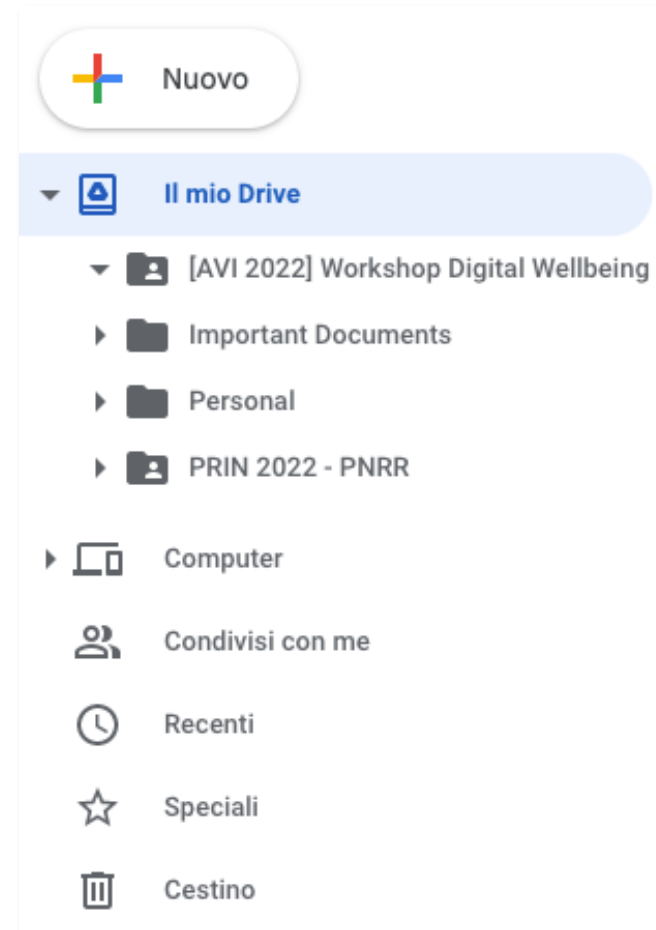 Nuovo
Il mio Drive
[AVI 2022] Workshop Digital Wellbeing
Important Documents
Personal
PRIN 2022 - PNRR
Computer
Condivisi con me
Recenti
Speciali
Cestino